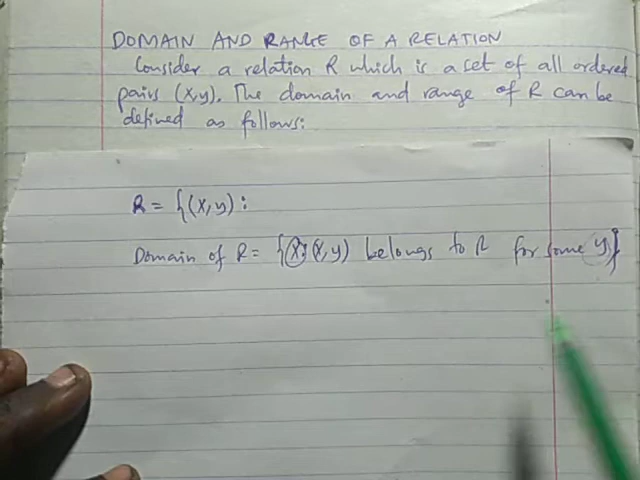 DOMAIN AND RANGE OF A RELATION
Consider a relation R which is a set of all ordered
pairs (x,y). The domain and range of R can be
defined as follows:
R = {(x,y):
Domain of R = {x: (x,y) belongs to R for some y}